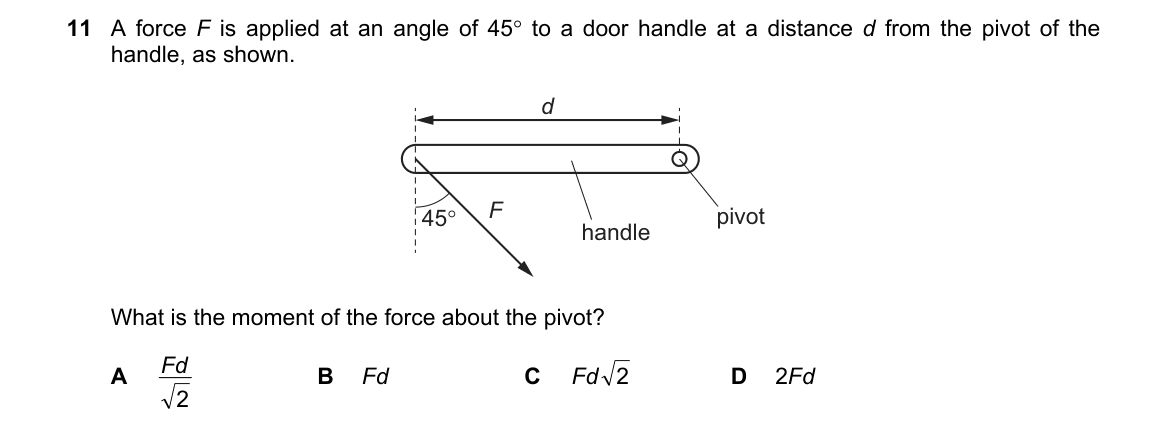 11 A force F is applied at an angle of 45° to a door handle at a distance d from the pivot of the
handle, as shown.
d
45°
F
handle
pivot
What is the moment of the force about the pivot?
A Fd/√2 B Fd C Fd√2 D 2Fd